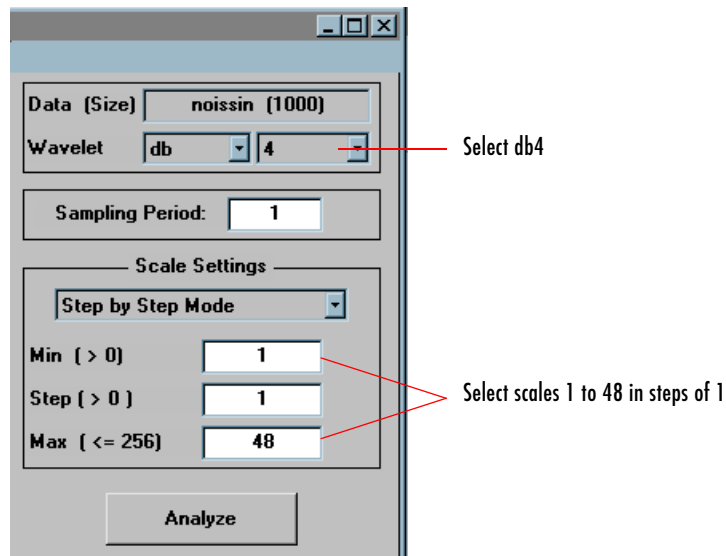 Data (Size) noissin (1000)
Wavelet db 4 Select db4
Sampling Period: 1
Scale Settings
Step by Step Mode
Min ( > 0) 1
Step ( > 0 ) 1 Select scales 1 to 48 in steps of 1
Max ( <= 256) 48
Analyze